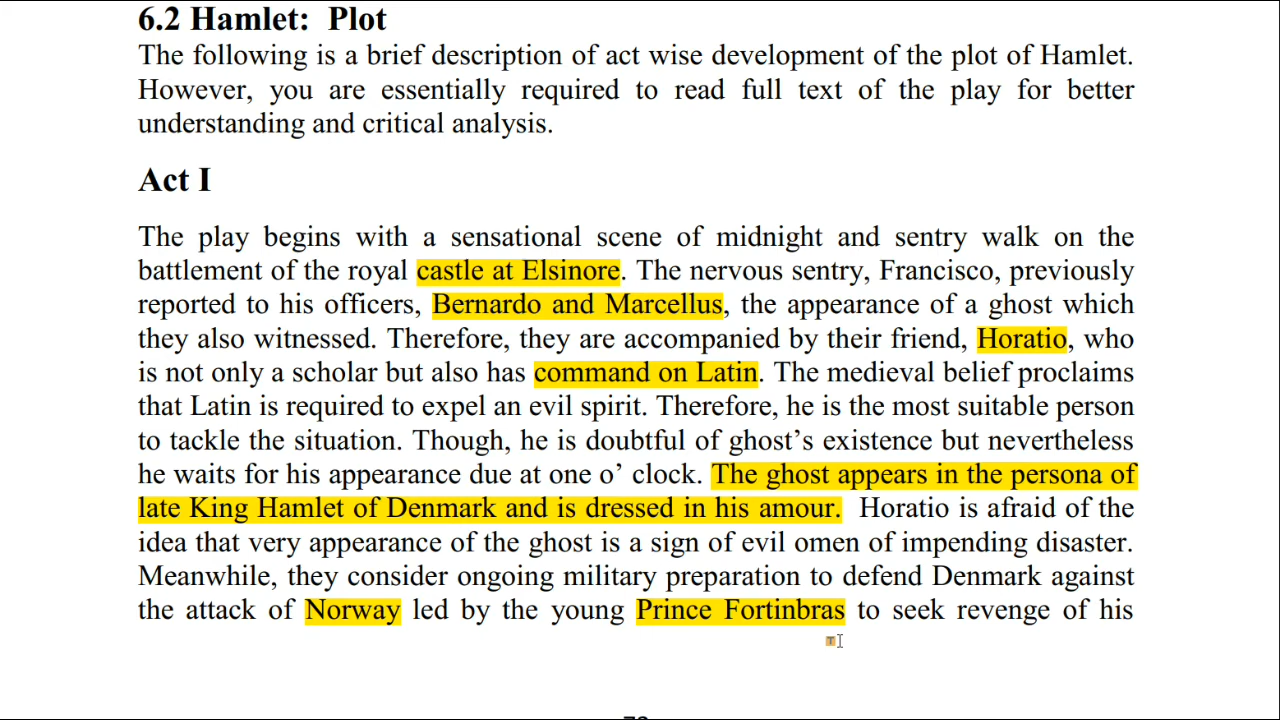 6.2 Hamlet: Plot
The following is a brief description of act wise development of the plot of Hamlet.
However, you are essentially required to read full text of the play for better
understanding and critical analysis.
Act I
The play begins with a sensational scene of midnight and sentry walk on the
battlement of the royal castle at Elsinore. The nervous sentry, Francisco, previously
reported to his officers, Bernardo and Marcellus, the appearance of a ghost which
they also witnessed. Therefore, they are accompanied by their friend, Horatio, who
is not only a scholar but also has command on Latin. The medieval belief proclaims
that Latin is required to expel an evil spirit. Therefore, he is the most suitable person
to tackle the situation. Though, he is doubtful of ghost’s existence but nevertheless
he waits for his appearance due at one o’ clock. The ghost appears in the persona of
late King Hamlet of Denmark and is dressed in his amour. Horatio is afraid of the
idea that very appearance of the ghost is a sign of evil omen of impending disaster.
Meanwhile, they consider ongoing military preparation to defend Denmark against
the attack of Norway led by the young Prince Fortinbras to seek revenge of his